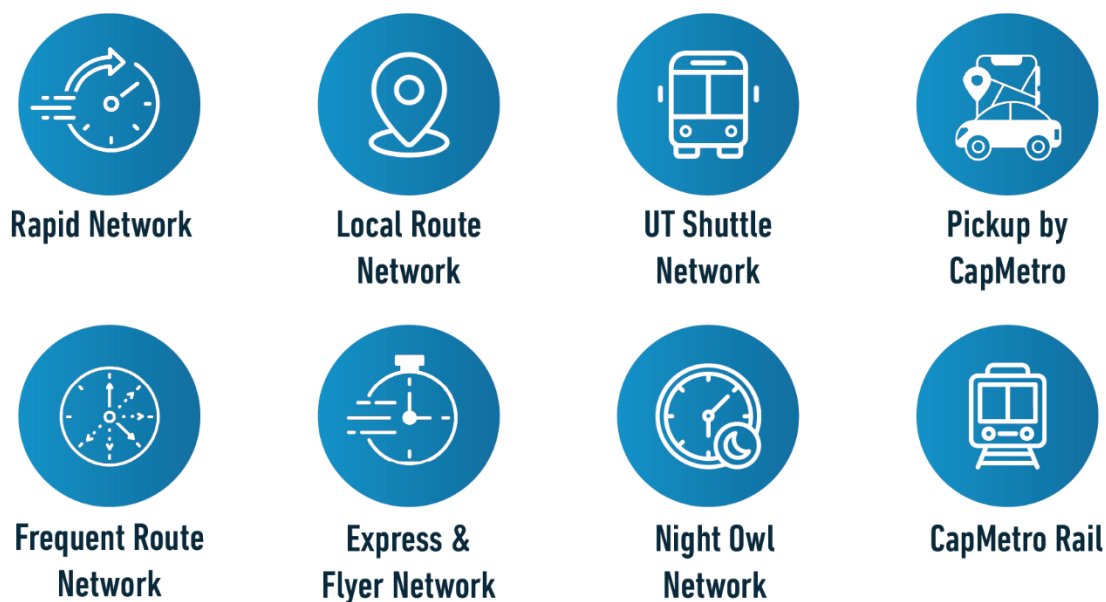 Rapid Network
Local Route
Network
UT Shuttle
Network
Pickup by
CapMetro
Frequent Route
Network
Express &
Flyer Network
Night Owl
Network
CapMetro Rail